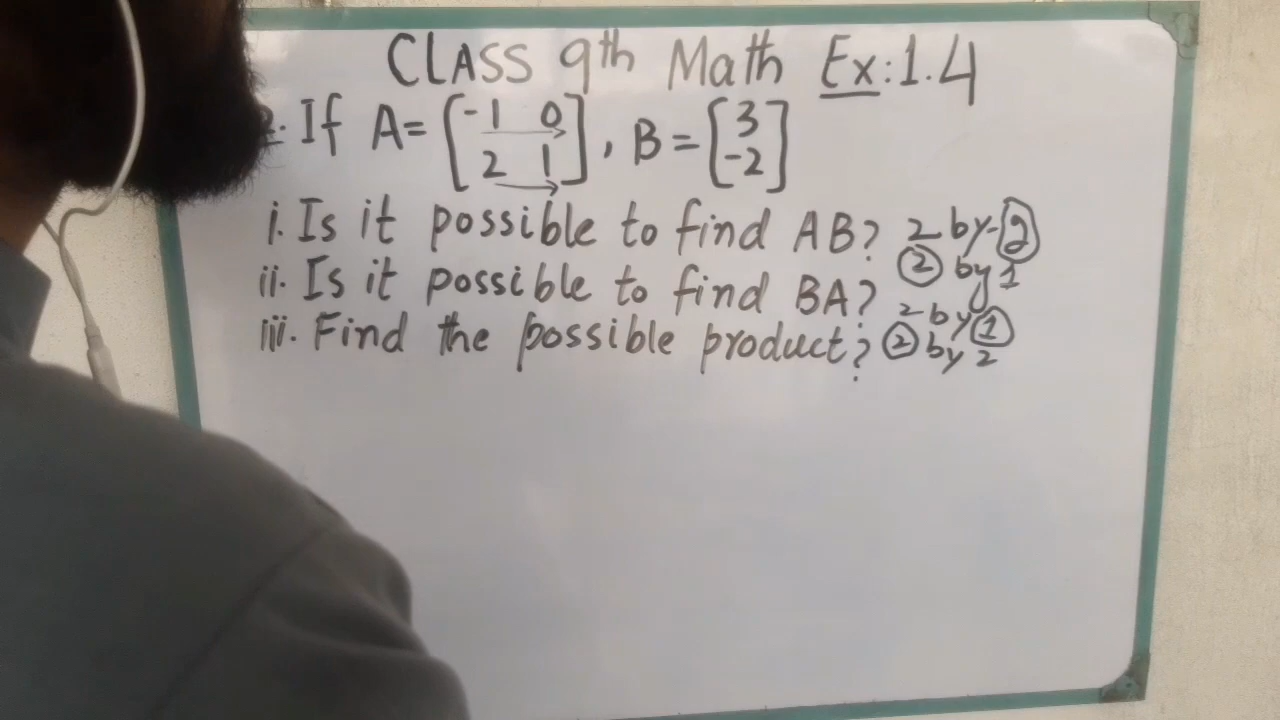 CLASS 9th Math Ex:1.4
2. If A= [-1 0 2 1], B = [3 -2]
i. Is it possible to find AB? 2 by-2 2 by 1
ii. Is it possible to find BA? 2 by 1
iii. Find the possible product? 2 by 2